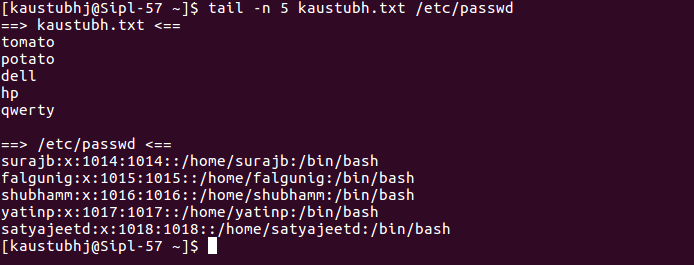 [kaustubhj@Sipl-57 ~]$ tail -n 5 kaustubh.txt /etc/passwd
==> kaustubh.txt <==
tomato
potato
dell
hp
qwerty

==> /etc/passwd <==
surajb:x:1014:1014::/home/surajb:/bin/bash
falgunig:x:1015:1015::/home/falgunig:/bin/bash
shubhamm:x:1016:1016::/home/shubhamm:/bin/bash
yatinp:x:1017:1017::/home/yatinp:/bin/bash
satyajeetd:x:1018:1018::/home/satyajeetd:/bin/bash
[kaustubhj@Sipl-57 ~]$